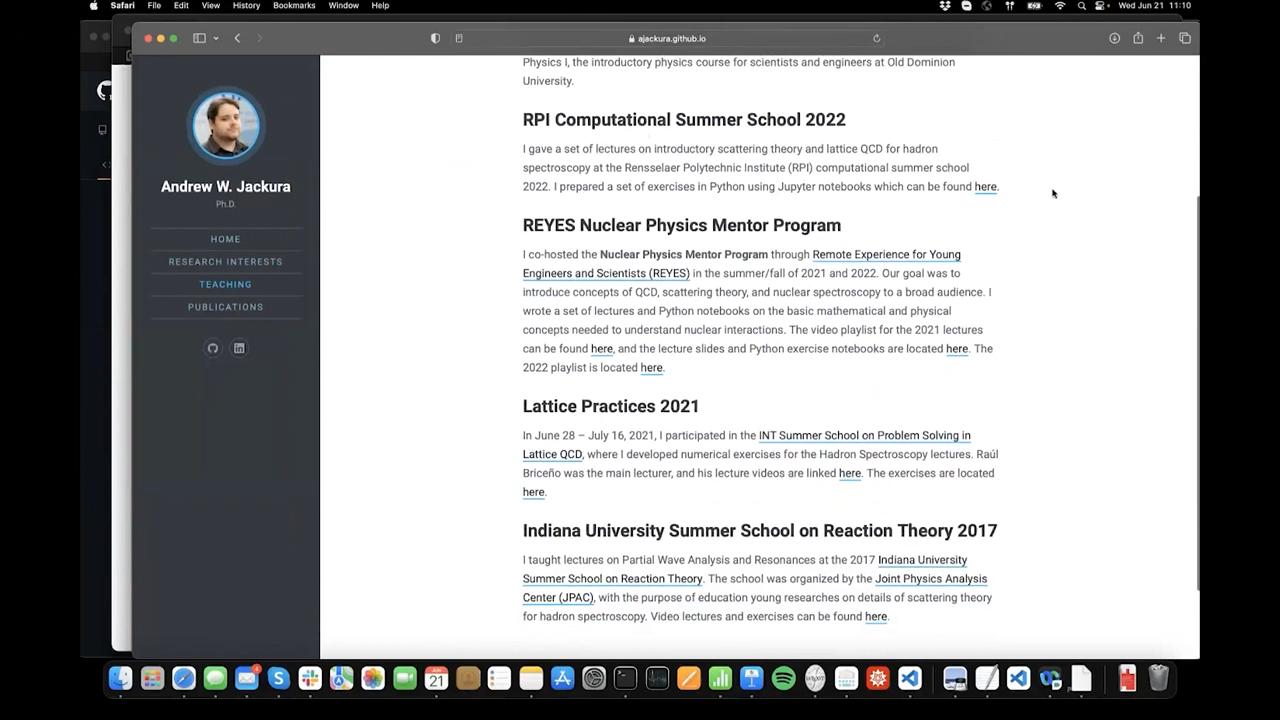 Safari File Edit View History Bookmarks Window Help Wed Jun 21 11:10
ajackura.github.io
Andrew W. Jackura
Ph.D.
HOME
RESEARCH INTERESTS
TEACHING
PUBLICATIONS
Physics I, the introductory physics course for scientists and engineers at Old Dominion
University.
RPI Computational Summer School 2022
I gave a set of lectures on introductory scattering theory and lattice QCD for hadron
spectroscopy at the Rensselaer Polytechnic Institute (RPI) computational summer school
2022. I prepared a set of exercises in Python using Jupyter notebooks which can be found here.
REYES Nuclear Physics Mentor Program
I co-hosted the Nuclear Physics Mentor Program through Remote Experience for Young
Engineers and Scientists (REYES) in the summer/fall of 2021 and 2022. Our goal was to
introduce concepts of QCD, scattering theory, and nuclear spectroscopy to a broad audience. I
wrote a set of lectures and Python notebooks on the basic mathematical and physical
concepts needed to understand nuclear interactions. The video playlist for the 2021 lectures
can be found here, and the lecture slides and Python exercise notebooks are located here. The
2022 playlist is located here.
Lattice Practices 2021
In June 28 – July 16, 2021, I participated in the INT Summer School on Problem Solving in
Lattice QCD, where I developed numerical exercises for the Hadron Spectroscopy lectures. Raúl
Briceño was the main lecturer, and his lecture videos are linked here. The exercises are located
here.
Indiana University Summer School on Reaction Theory 2017
I taught lectures on Partial Wave Analysis and Resonances at the 2017 Indiana University
Summer School on Reaction Theory. The school was organized by the Joint Physics Analysis
Center (JPAC), with the purpose of education young researches on details of scattering theory
for hadron spectroscopy. Video lectures and exercises can be found here.
4
JUN
21